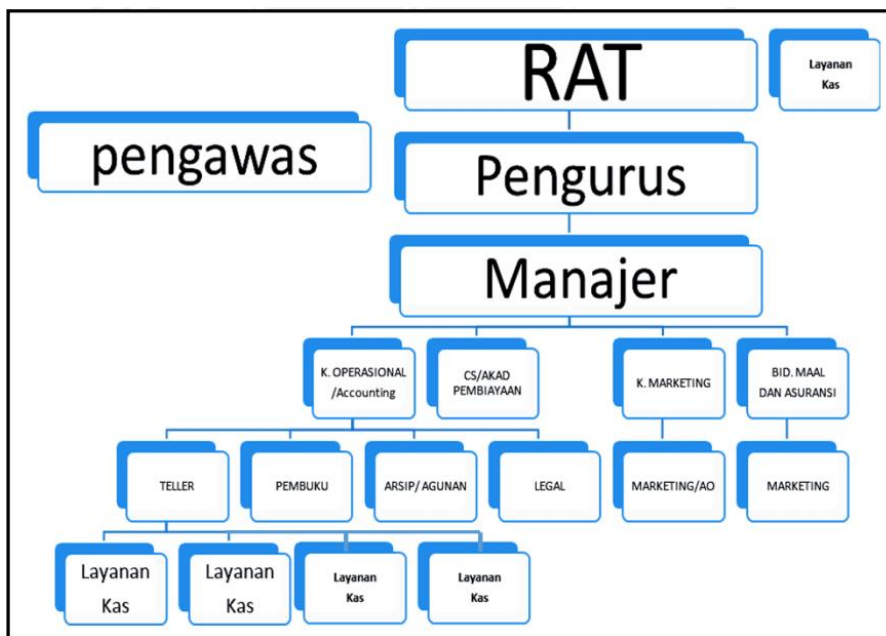 RAT
Layanan
Kas
pengawas
Pengurus
Manajer
K. OPERASIONAL
/Accounting
CS/AKAD
PEMBIAYAAN
K. MARKETING
BID. MAAL
DAN ASURANSI
TELLER
PEMBUKU
ARSIP/ AGUNAN
LEGAL
MARKETING/AO
MARKETING
Layanan
Kas
Layanan
Kas
Layanan
Kas
Layanan
Kas